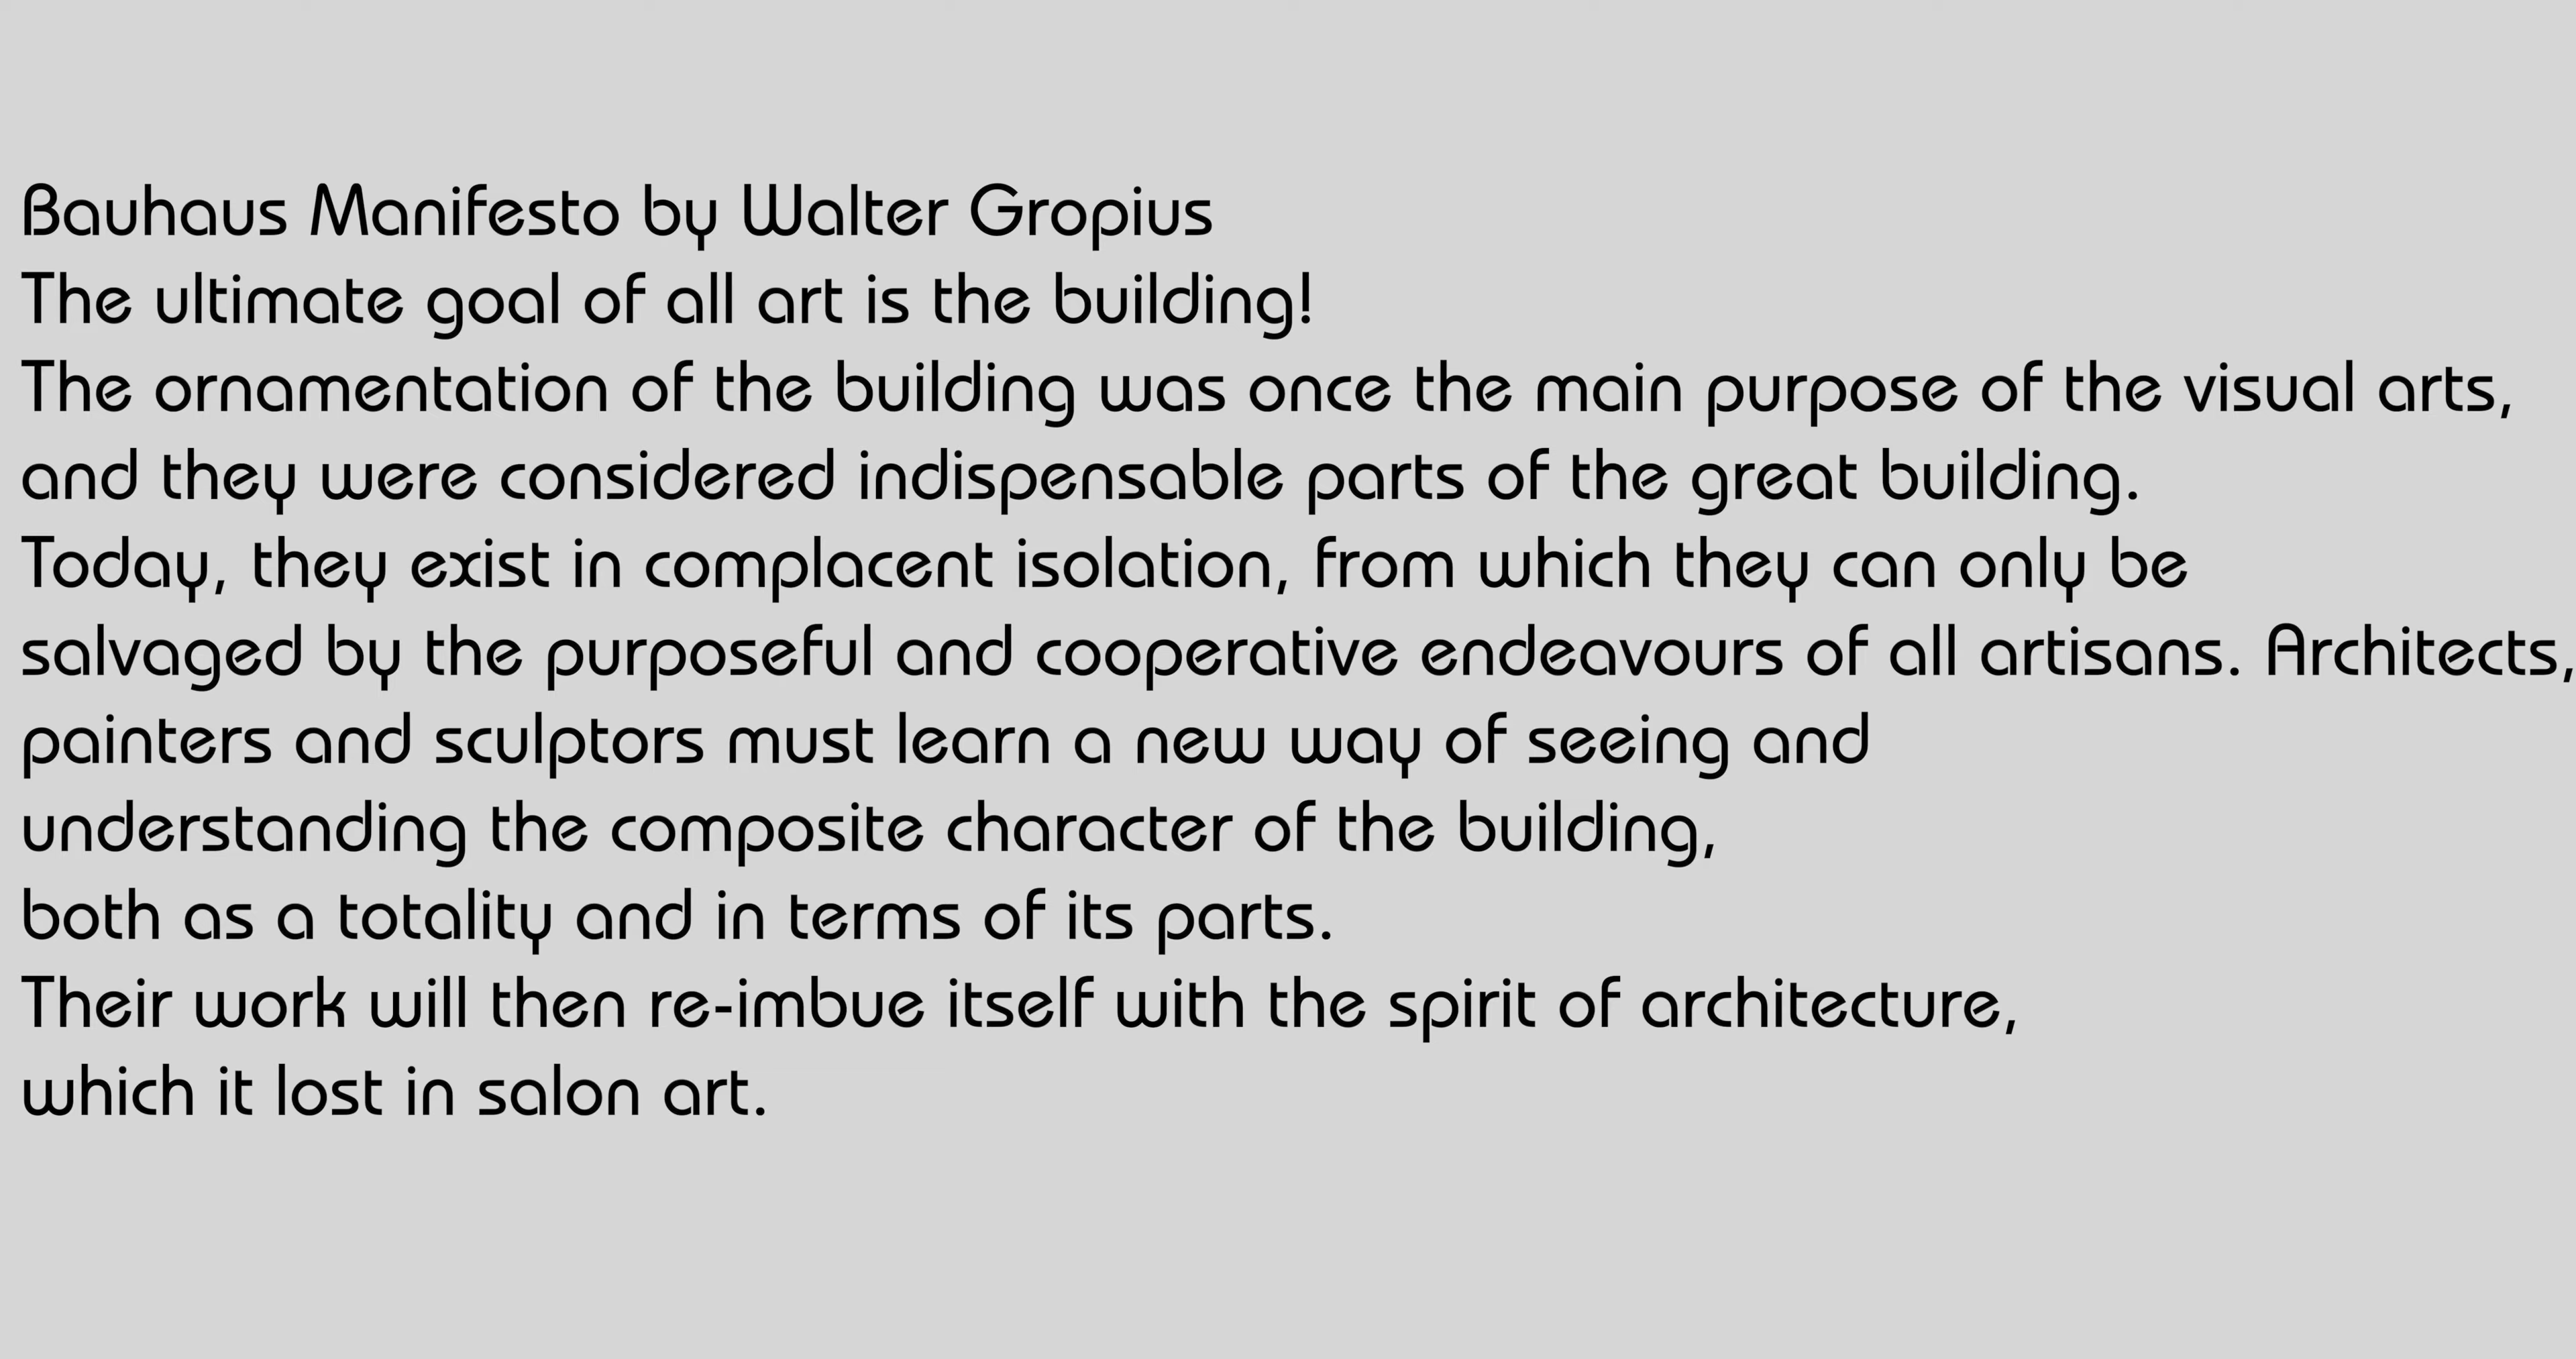 Bauhaus Manifesto by Walter Gropius
The ultimate goal of all art is the building!
The ornamentation of the building was once the main purpose of the visual arts,
and they were considered indispensable parts of the great building.
Today, they exist in complacent isolation, from which they can only be
salvaged by the purposeful and cooperative endeavours of all artisans. Architects,
painters and sculptors must learn a new way of seeing and
understanding the composite character of the building,
both as a totality and in terms of its parts.
Their work will then re-imbue itself with the spirit of architecture,
which it lost in salon art.